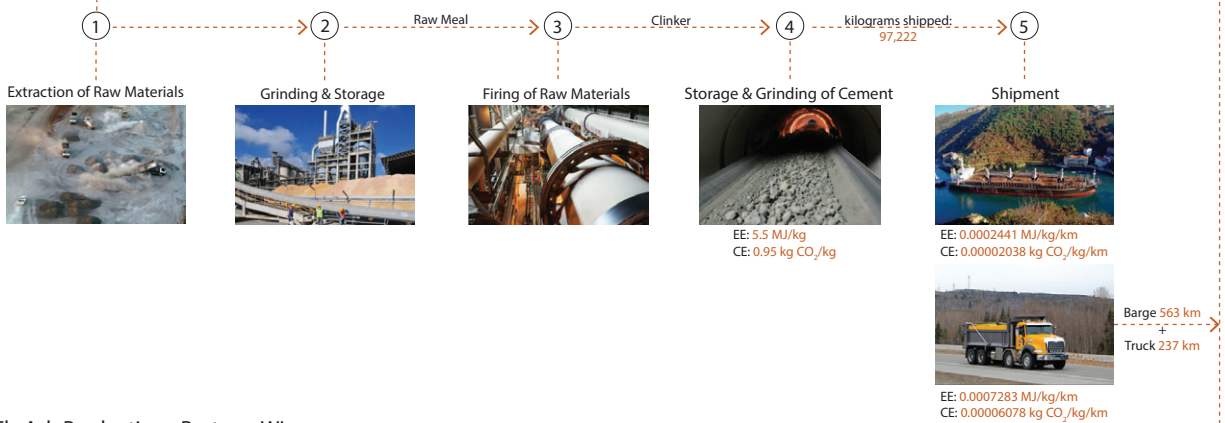 1
2
3
4
5
Raw Meal
Clinker
kilograms shipped:
97,222
Extraction of Raw Materials
Grinding & Storage
Firing of Raw Materials
Storage & Grinding of Cement
Shipment
EE: 5.5 MJ/kg
CE: 0.95 kg CO2/kg
EE: 0.0002441 MJ/kg/km
CE: 0.00002038 kg CO2/kg/km
Barge 563 km
+
Truck 237 km
EE: 0.0007283 MJ/kg/km
CE: 0.00006078 kg CO2/kg/km